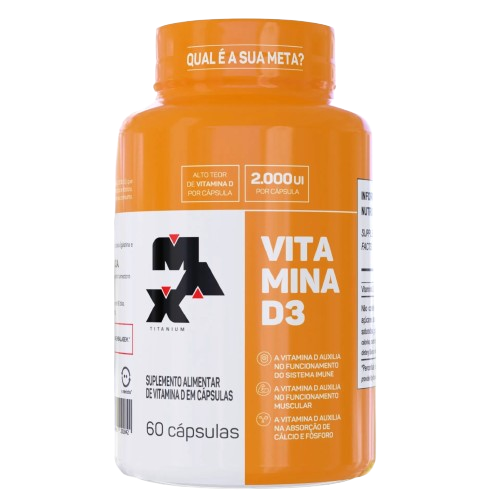 QUAL É A SUA META?
ALTO TEOR
DE VITAMINA D
POR CÁPSULA
2.000 UI
POR CÁPSULA
MAX
TITANIUM
SUPLEMENTO ALIMENTAR
DE VITAMINA D EM CÁPSULAS
60 cápsulas
VITA
MINA
D3
A VITAMINA D AUXILIA
NO FUNCIONAMENTO
DO SISTEMA IMUNE
A VITAMINA D AUXILIA
NO FUNCIONAMENTO
MUSCULAR
A VITAMINA D AUXILIA
NA ABSORÇÃO DE
CÁLCIO E FÓSFORO